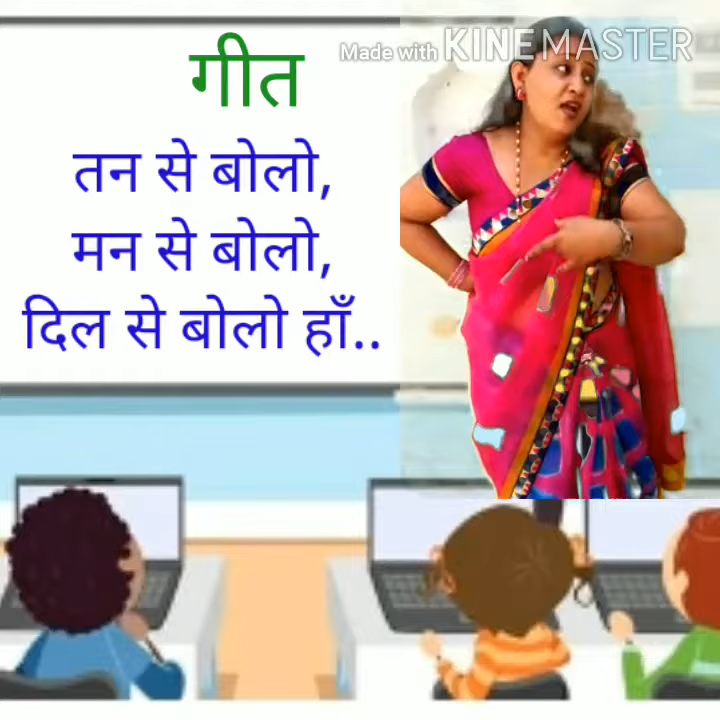 गीत
Made with KINEMASTER
तन से बोलो,
मन से बोलो,
दिल से बोलो हाँ..